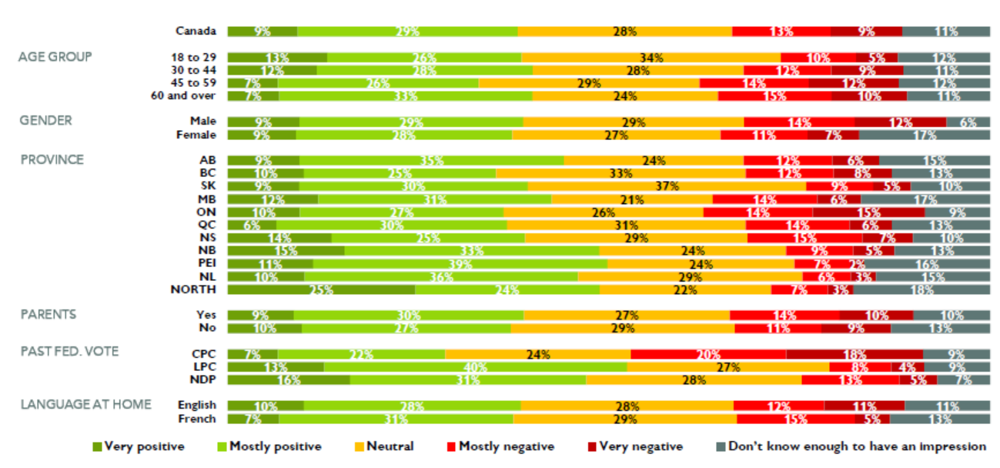 Canada 9% 29% 28% 13% 9% 11%
AGE GROUP 18 to 29 13% 26% 34% 10% 5% 12%
30 to 44 12% 28% 28% 12% 9% 11%
45 to 59 7% 26% 29% 14% 12% 12%
60 and over 7% 33% 24% 15% 10% 11%
GENDER Male 9% 29% 29% 14% 12% 6%
Female 9% 28% 27% 11% 7% 17%
PROVINCE AB 9% 35% 24% 12% 6% 15%
BC 10% 25% 33% 12% 8% 13%
SK 9% 30% 37% 9% 5% 10%
MB 12% 31% 21% 14% 6% 17%
ON 10% 27% 26% 14% 15% 9%
QC 6% 30% 31% 14% 6% 13%
NS 14% 25% 29% 15% 7% 10%
NB 15% 33% 24% 9% 5% 13%
PEI 11% 39% 24% 7% 2% 16%
NL 10% 36% 29% 6% 3% 15%
NORTH 25% 24% 22% 7% 3% 18%
PARENTS Yes 9% 30% 27% 14% 10% 10%
No 10% 27% 29% 11% 9% 13%
PAST FED. VOTE CPC 7% 22% 24% 20% 18% 9%
LPC 13% 40% 27% 8% 4% 9%
NDP 16% 31% 28% 13% 5% 7%
LANGUAGE AT HOME English 10% 28% 28% 12% 11% 11%
French 7% 31% 29% 15% 5% 13%
Very positive Mostly positive Neutral Mostly negative Very negative Don't know enough to have an impression